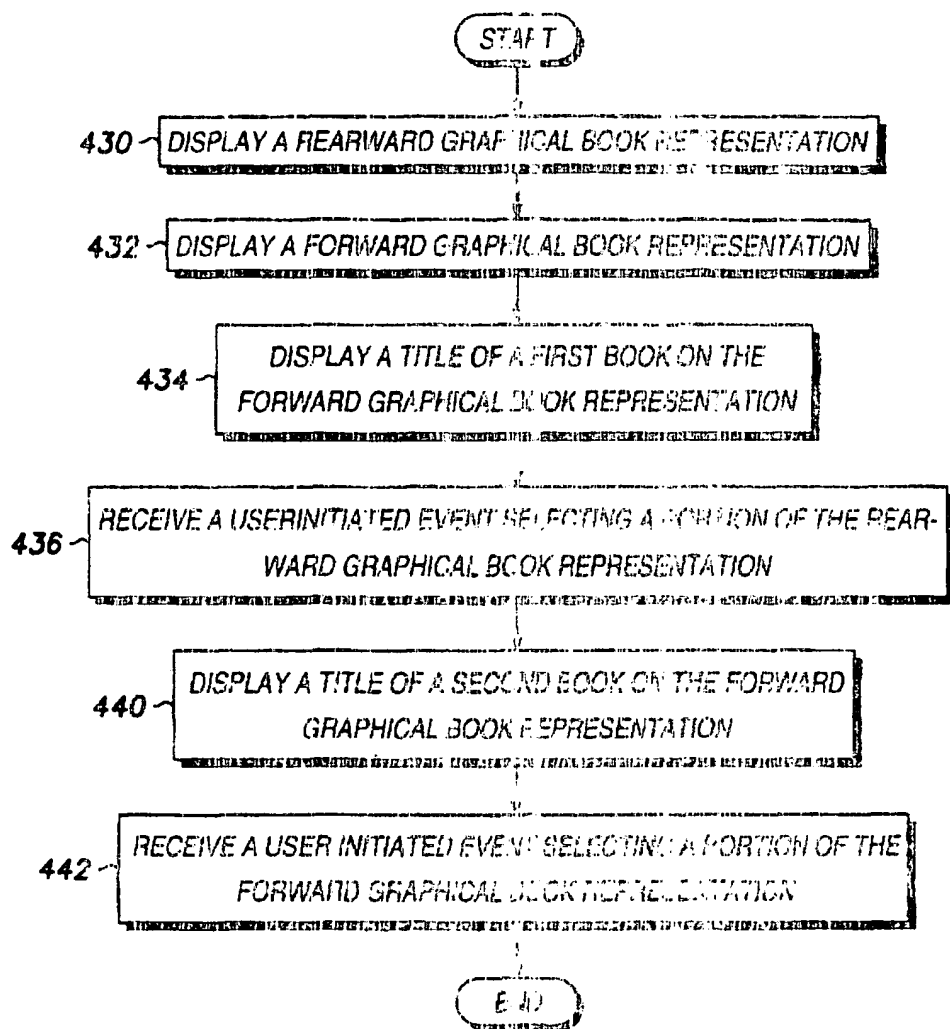 START
430 DISPLAY A REARWARD GRAPHICAL BOOK REPRESENTATION
432 DISPLAY A FORWARD GRAPHICAL BOOK REPRESENTATION
DISPLAY A TITLE OF A FIRST BOOK ON THE
434
FORWARD GRAPHICAL BOOK REPRESENTATION
RECEIVE A USERINITIATED EVENT SELECTING A PORTION OF THE REAR-
436
WARD GRAPHICAL BOOK REPRESENTATION
DISPLAY A TITLE OF A SECOND BOOK ON THE FORWARD
440
GRAPHICAL BOOK REPRESENTATION
RECEIVE A USER INITIATED EVENT SELECTING A PORTION OF THE
442
FORWARD GRAPHICAL BOOK REPRESENTATION
END